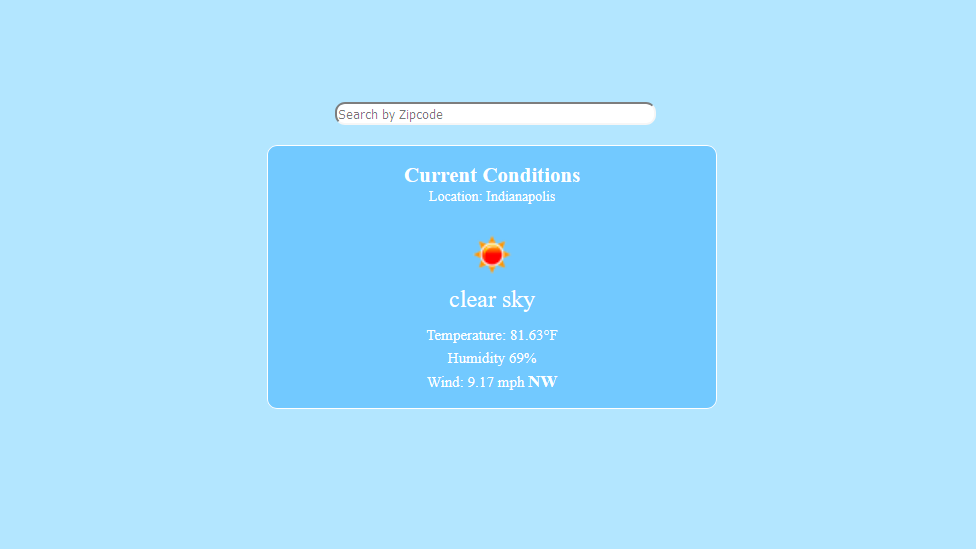 Search by Zipcode
Current Conditions
Location: Indianapolis
clear sky
Temperature: 81.63°F
Humidity 69%
Wind: 9.17 mph NW